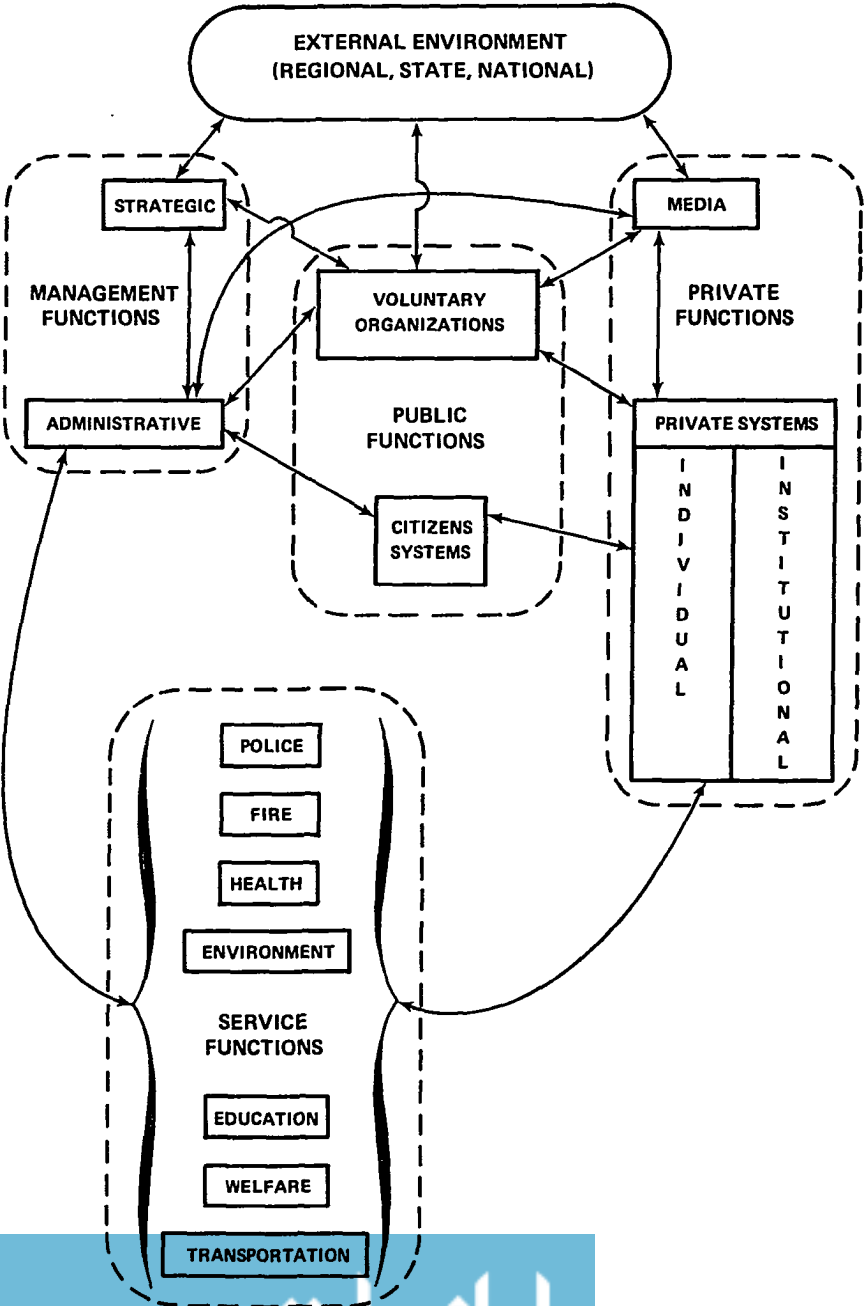 EXTERNAL ENVIRONMENT
(REGIONAL, STATE, NATIONAL)
STRATEGIC
MEDIA
MANAGEMENT
FUNCTIONS
VOLUNTARY
ORGANIZATIONS
PRIVATE
FUNCTIONS
ADMINISTRATIVE
PUBLIC
FUNCTIONS
PRIVATE SYSTEMS
INDIVIDUAL
INSTITUTIONAL
CITIZENS
SYSTEMS
POLICE
FIRE
HEALTH
ENVIRONMENT
SERVICE
FUNCTIONS
EDUCATION
WELFARE
TRANSPORTATION